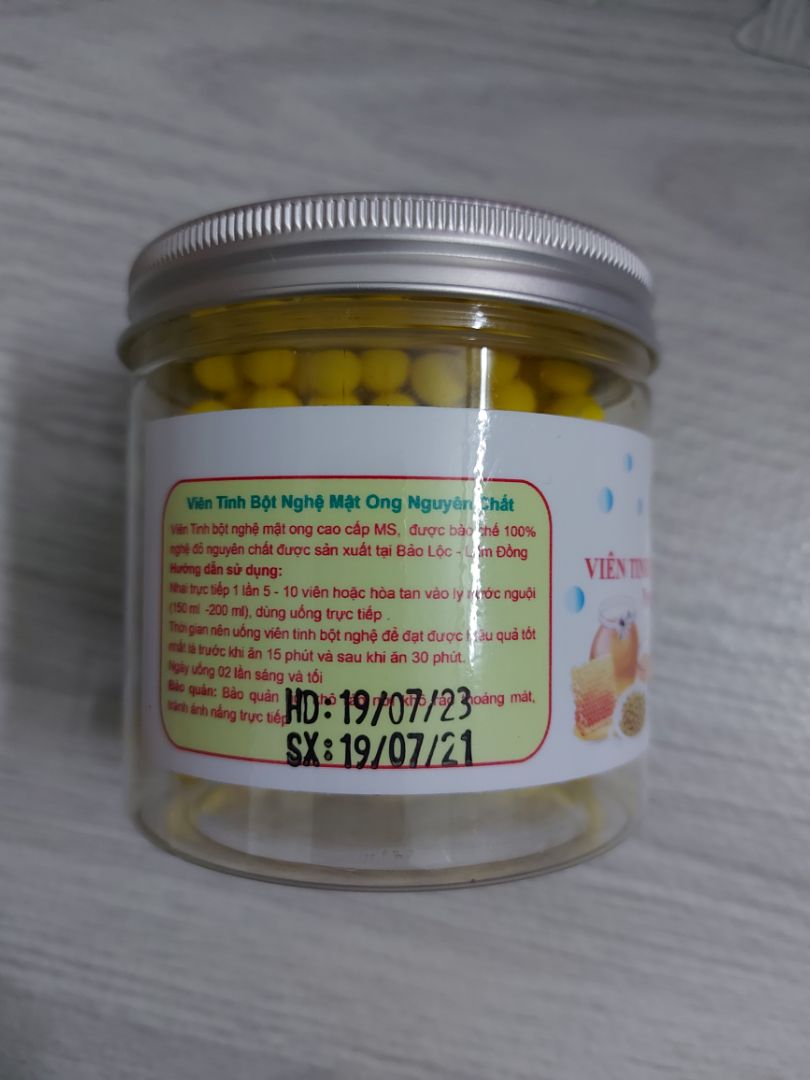 Viên Tinh Bột Nghệ Mật Ong Nguyên Chất
Viên Tinh bột nghệ mật ong cao cấp MS, được bào chế 100%
nghệ đỏ nguyên chất được sản xuất tại Bảo Lộc - Lâm Đồng
Hướng dẫn sử dụng:
Nhai trực tiếp 1 lần 5 - 10 viên hoặc hòa tan vào ly nước nguội
(150 ml -200 ml), dùng uống trực tiếp .
Thời gian nên uống viên tinh bột nghệ để đạt được hiệu quả tốt
nhất là trước khi ăn 15 phút và sau khi ăn 30 phút.
Ngày uống 02 lần sáng và tối
Bảo quản: Bảo quản nơi khô ráo thoáng mát,
tránh ánh nắng trực tiếp
HD: 19/07/23
SX: 19/07/21
VIÊN